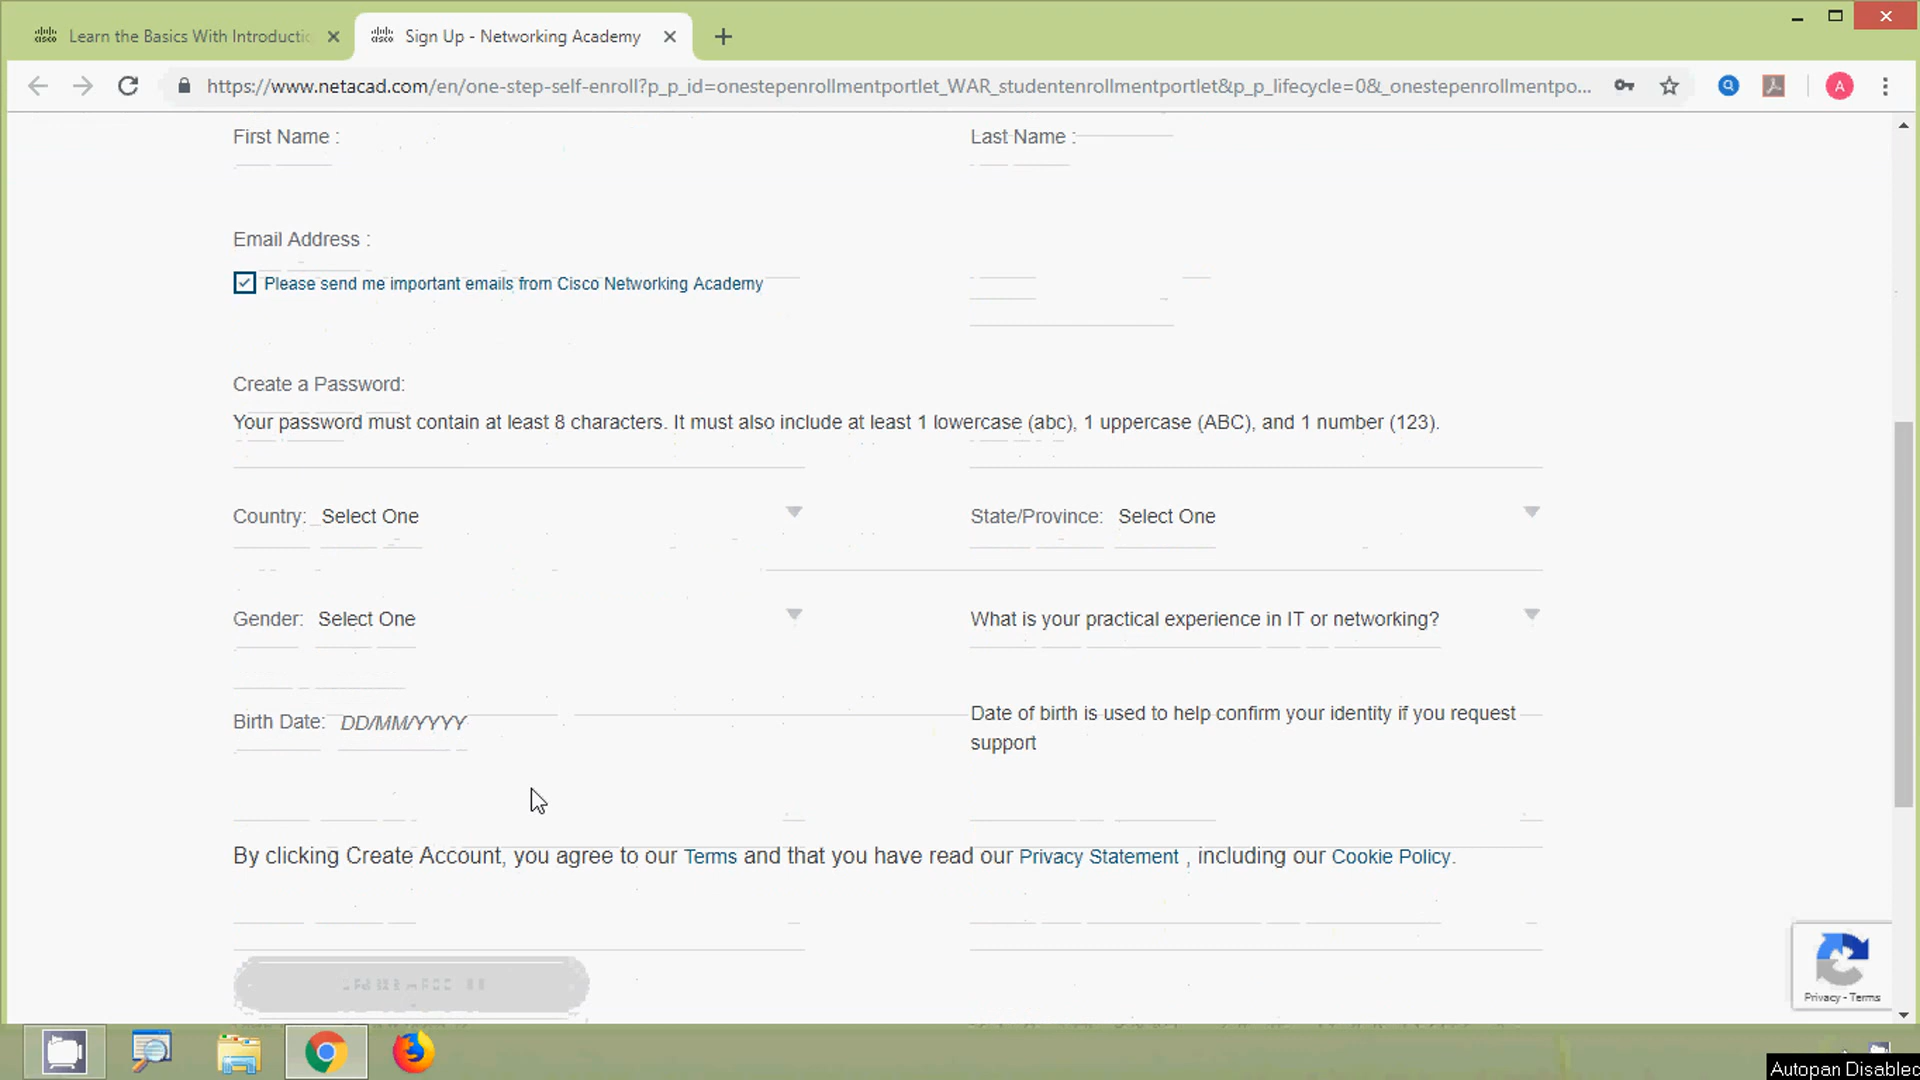 cisco Learn the Basics With Introductio
cisco Sign Up - Networking Academy
https://www.netacad.com/en/one-step-self-enroll?p_p_id=onestepenrollmentportlet_WAR_studentenrollmentportlet&p_p_lifecycle=0&_onestepenrollmentpo...
A
First Name :
Last Name :
Email Address :
Please send me important emails from Cisco Networking Academy
Create a Password:
Your password must contain at least 8 characters. It must also include at least 1 lowercase (abc), 1 uppercase (ABC), and 1 number (123).
Country: Select One
State/Province: Select One
Gender: Select One
What is your practical experience in IT or networking?
Birth Date: DD/MM/YYYY
Date of birth is used to help confirm your identity if you request
support
By clicking Create Account, you agree to our Terms and that you have read our Privacy Statement , including our Cookie Policy.
Privacy - Terms
Autopan Disabled